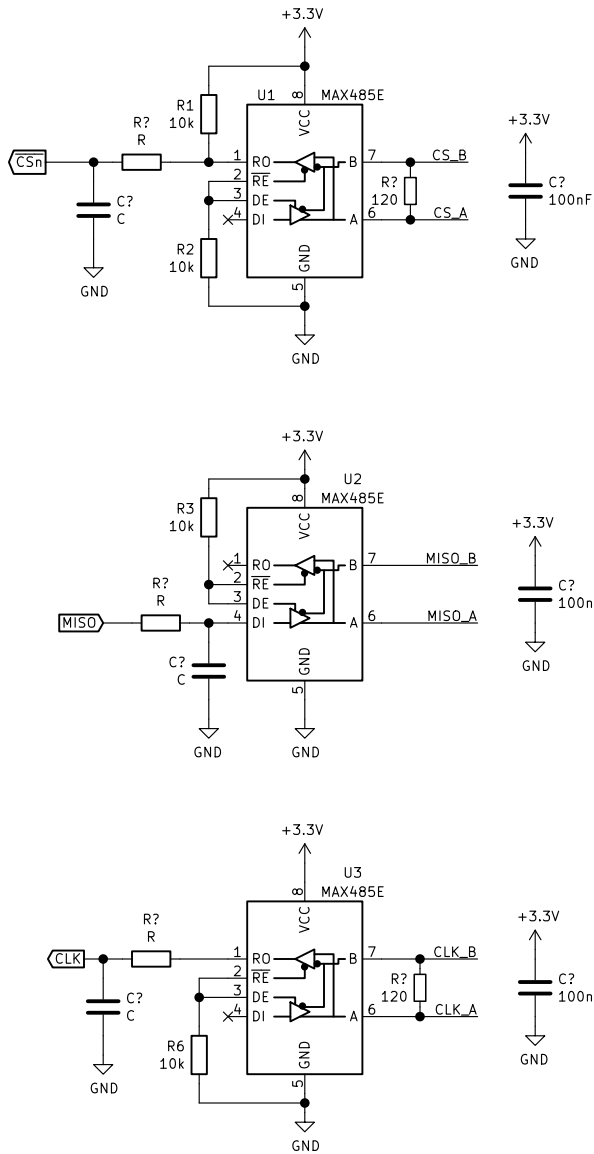 +3.3V
U1
MAX485E
R1
10k
8
VCC
R?
R
CSn
1
RO
B
7
CS_B
2
RE
3
DE
4
DI
A
6
CS_A
R?
120
C?
C
GND
R2
10k
GND
5
GND
+3.3V
C?
100nF
GND
+3.3V
U2
MAX485E
R3
10k
8
VCC
1
RO
B
7
MISO_B
2
RE
3
DE
R?
R
MISO
4
DI
A
6
MISO_A
C?
C
GND
GND
5
GND
+3.3V
C?
100n
GND
+3.3V
U3
MAX485E
8
VCC
R?
R
CLK
1
RO
B
7
CLK_B
2
RE
3
DE
4
DI
A
6
CLK_A
R?
120
C?
C
GND
R6
10k
GND
5
GND
+3.3V
C?
100n
GND